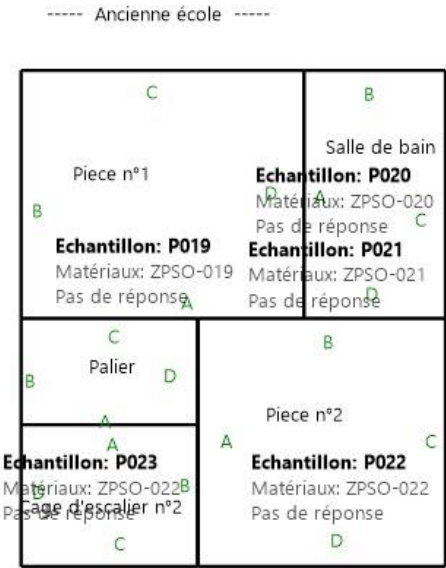 ----- Ancienne école -----
C
B
Piece n°1
Salle de bain
Echantillon: P020
D
A
Matériaux: ZPSO-020
B
C
Pas de réponse
Echantillon: P019
Echantillon: P021
Matériaux: ZPSO-019
Matériaux: ZPSO-021
Pas de réponse
Pas de réponse
A
D
C
B
Palier
D
B
Piece n°2
A
A
A
C
Echantillon: P023
Echantillon: P022
Matériaux: ZPSO-022
B
Matériaux: ZPSO-022
D
Pas de réponse
Cage d'escalier n°2
Pas de réponse
C
D